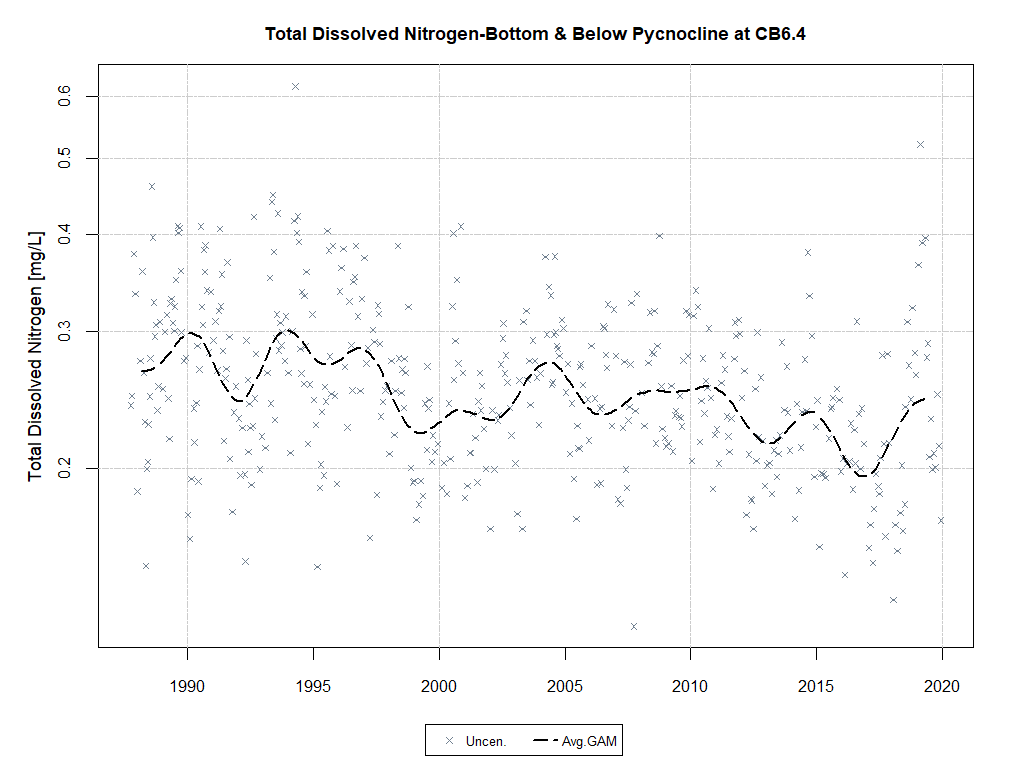 Total Dissolved Nitrogen-Bottom & Below Pycnocline at CB6.4
Total Dissolved Nitrogen [mg/L]
0.6
0.5
0.4
0.3
0.2
1990 1995 2000 2005 2010 2015 2020
Uncen. Avg.GAM